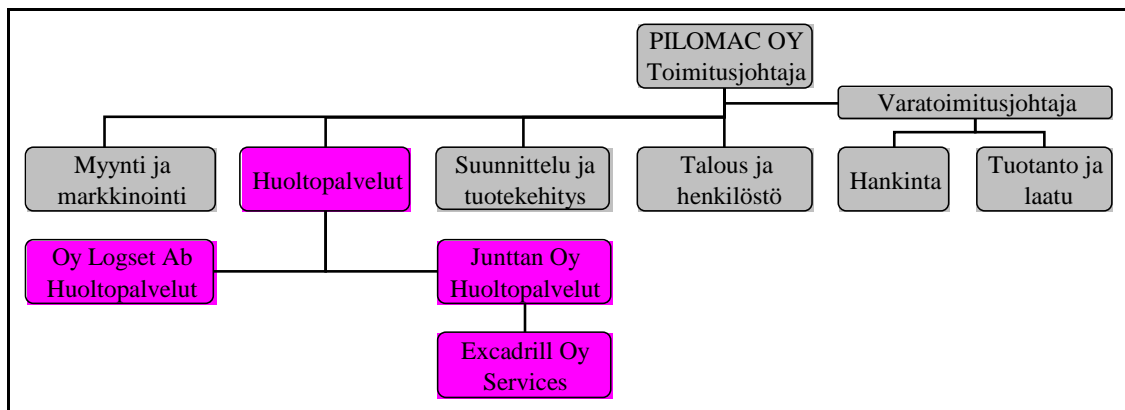 PILOMAC OY
Toimitusjohtaja
Varatoimitusjohtaja
Myynti ja
markkinointi
Huoltopalvelut
Suunnittelu ja
tuotekehitys
Talous ja
henkilöstö
Hankinta
Tuotanto ja
laatu
Oy Logset Ab
Huoltopalvelut
Junttan Oy
Huoltopalvelut
Excadrill Oy
Services